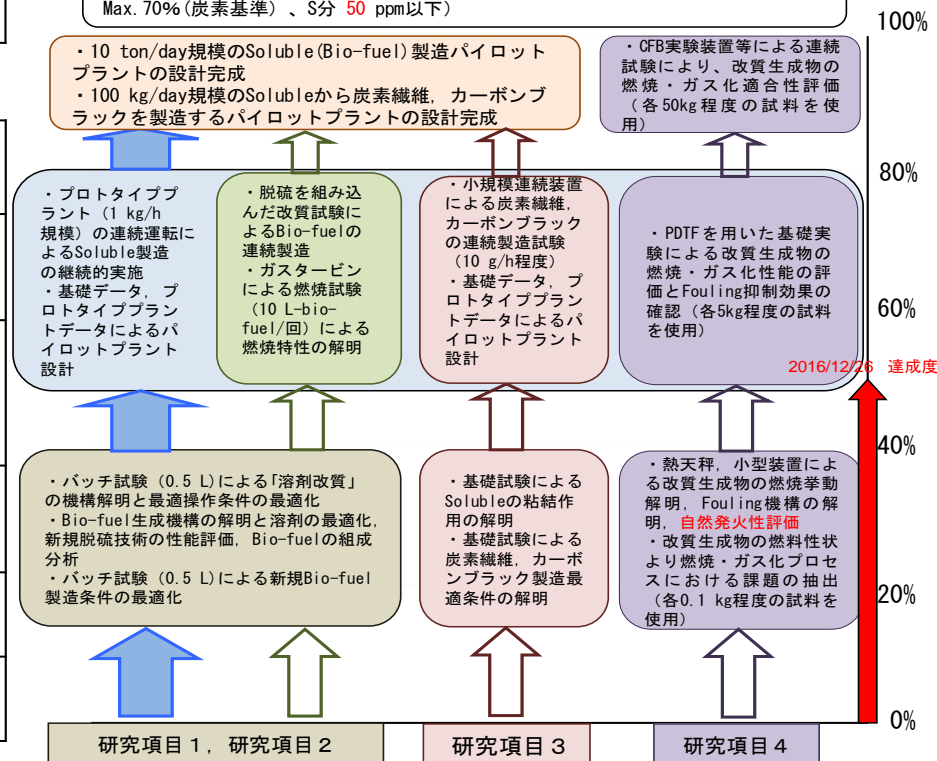 Max.70%(炭素基準)、S分 50 ppm以下)
100%
・10 ton/day規模のSoluble(Bio-fuel)製造パイロット
プラントの設計完成
・100 kg/day規模のSolubleから炭素繊維，カーボンブ
ラックを製造するパイロットプラントの設計完成
・CFB実験装置等による連続
試験により、改質生成物の
燃焼・ガス化適合性評価
（各50kg程度の試料を使
用）
80%
・プロトタイププ
ラント（1 kg/h
規模）の連続運転に
よるSoluble製造
の継続的実施
・基礎データ，プ
ロトタイププラン
トデータによるパ
イロットプラント
設計
・脱硫を組み込
んだ改質試験に
よるBio-fuelの
連続製造
・ガスタービン
による燃焼試験
（10 L-bio-
fuel/回）による
燃焼特性の解明
・小規模連続装置
による炭素繊維，
カーボンブラック
の連続製造試験
（10 g/h程度）
・基礎データ，プ
ロトタイププラン
トデータによるパ
イロットプラント
設計
・PDTFを用いた基礎実
験による改質生成物の
燃焼・ガス化性能の評
価とFouling抑制効果の
確認（各5kg程度の試料
を使用）
60%
2016/12/26 達成度
40%
・バッチ試験（0.5 L）による「溶剤改質」
の機構解明と最適操作条件の最適化
・Bio-fuel生成機構の解明と溶剤の最適化，
新規脱硫技術の性能評価，Bio-fuelの組成
分析
・バッチ試験（0.5 L)による新規Bio-fuel
製造条件の最適化
・基礎試験による
Solubleの粘結作
用の解明
・基礎試験による
炭素繊維，カーボ
ンブラック製造最
適条件の解明
・熱天秤，小型装置によ
る改質生成物の燃焼挙動
解明，Fouling機構の解
明，自然発火性評価
・改質生成物の燃料性状
より燃焼・ガス化プロセ
スにおける課題の抽出
（各0.1 kg程度の試料を
使用）
20%
0%
研究項目１，研究項目２
研究項目３
研究項目４